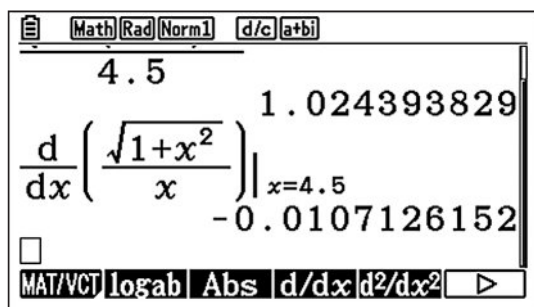 Math Rad Norm1 d/c a+bi
4.5
1.024393829
d/dx(√1+x²/x)|x=4.5
-0.0107126152
MAT/VCT logab Abs d/dx d²/dx² ▷